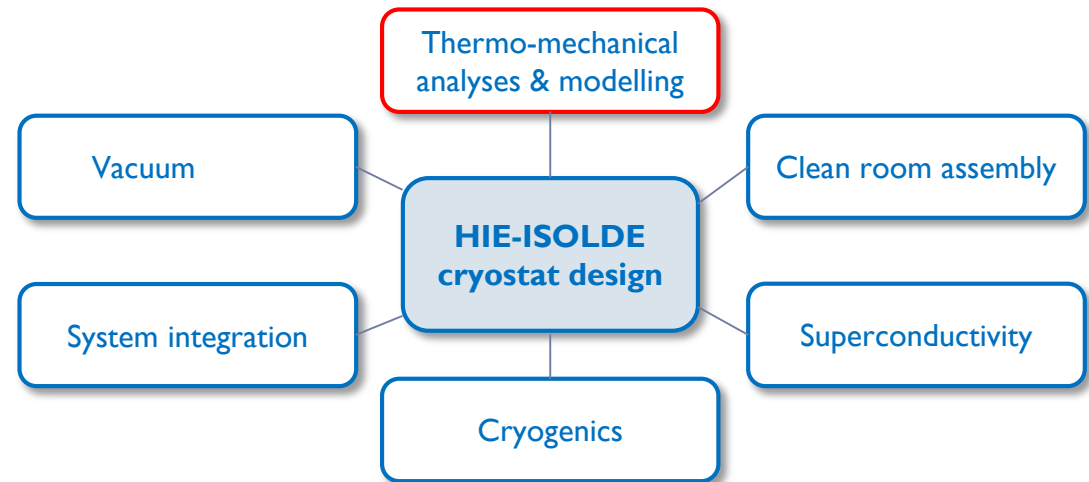 Thermo-mechanical
analyses & modelling
Vacuum
Clean room assembly
HIE-ISOLDE
cryostat design
System integration
Superconductivity
Cryogenics